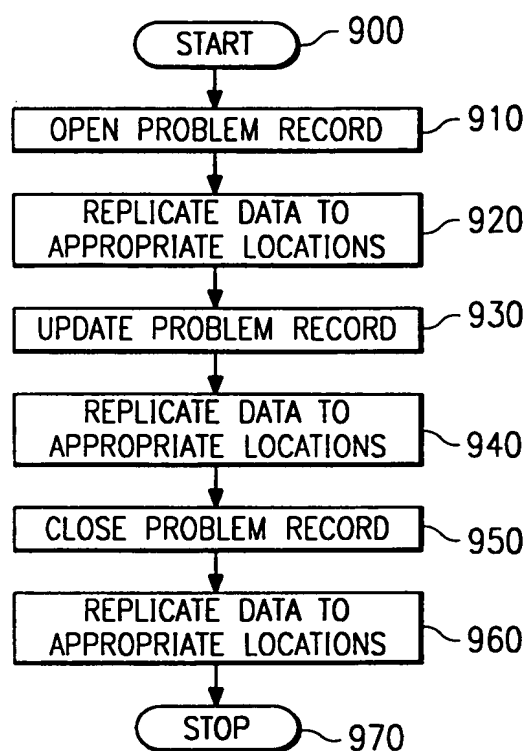 START 900
OPEN PROBLEM RECORD 910
REPLICATE DATA TO
APPROPRIATE LOCATIONS 920
UPDATE PROBLEM RECORD 930
REPLICATE DATA TO
APPROPRIATE LOCATIONS 940
CLOSE PROBLEM RECORD 950
REPLICATE DATA TO
APPROPRIATE LOCATIONS 960
STOP 970